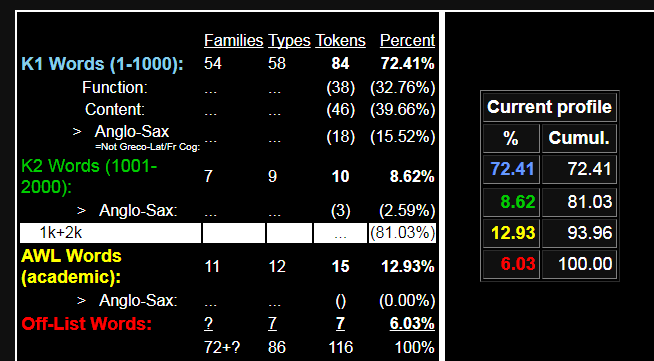 Families Types Tokens Percent
K1 Words (1-1000): 54 58 84 72.41%
Function: ... ... (38) (32.76%)
Content: ... ... (46) (39.66%)
> Anglo-Sax
=Not Greco-Lat/Fr Cog: ... ... (18) (15.52%)
K2 Words (1001-
2000): 7 9 10 8.62%
> Anglo-Sax: ... ... (3) (2.59%)
1k+2k ... (81.03%)
AWL Words
(academic): 11 12 15 12.93%
> Anglo-Sax: ... ... () (0.00%)
Off-List Words: ? 7 7 6.03%
72+? 86 116 100%
Current profile
% Cumul.
72.41 72.41
8.62 81.03
12.93 93.96
6.03 100.00